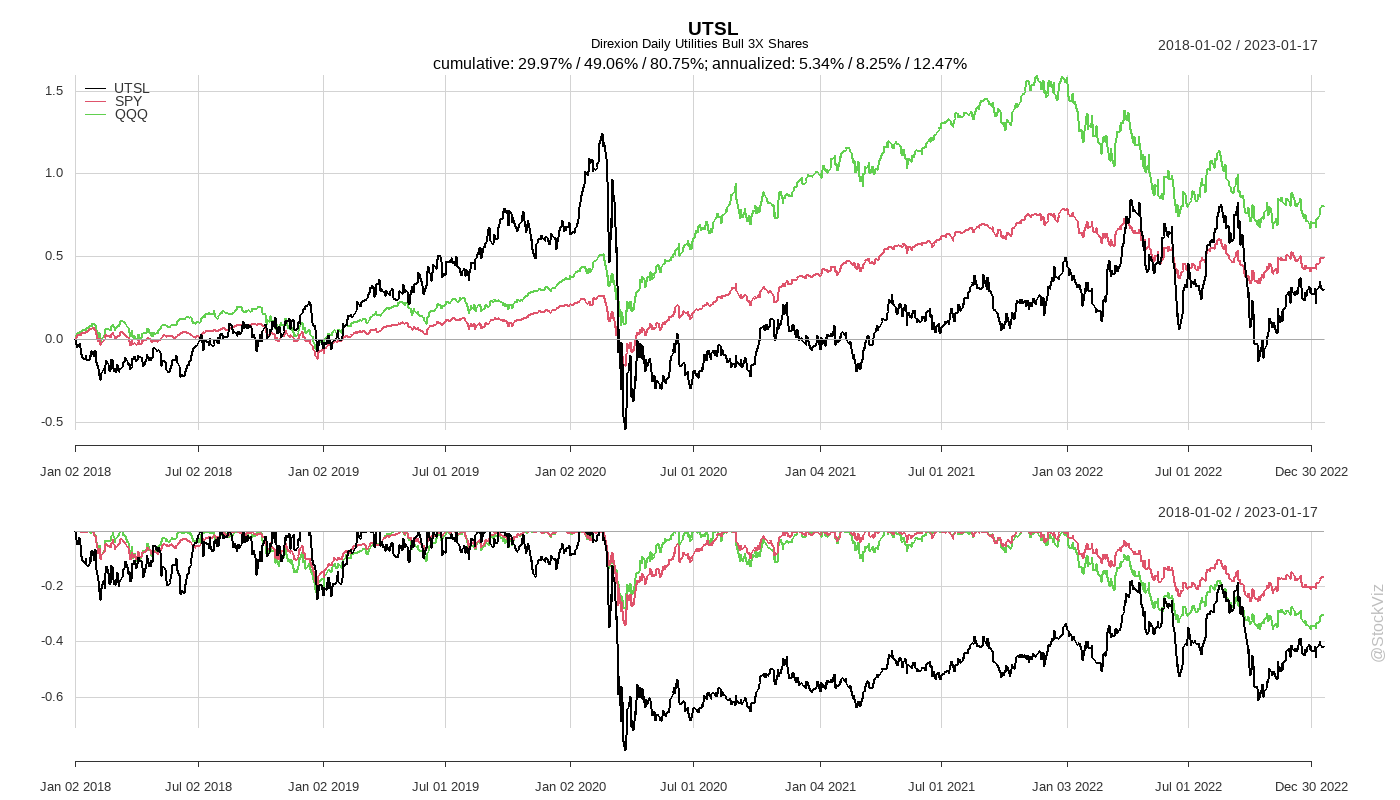 UTSL
Direxion Daily Utilities Bull 3X Shares
2018-01-02 / 2023-01-17
cumulative: 29.97% / 49.06% / 80.75%; annualized: 5.34% / 8.25% / 12.47%
UTSL
SPY
QQQ
1.5
1.0
0.5
0.0
-0.5
Jan 02 2018 Jul 02 2018 Jan 02 2019 Jul 01 2019 Jan 02 2020 Jul 01 2020 Jan 04 2021 Jul 01 2021 Jan 03 2022 Jul 01 2022 Dec 30 2022
2018-01-02 / 2023-01-17
-0.2
-0.4
-0.6
Jan 02 2018 Jul 02 2018 Jan 02 2019 Jul 01 2019 Jan 02 2020 Jul 01 2020 Jan 04 2021 Jul 01 2021 Jan 03 2022 Jul 01 2022 Dec 30 2022
@StockViz